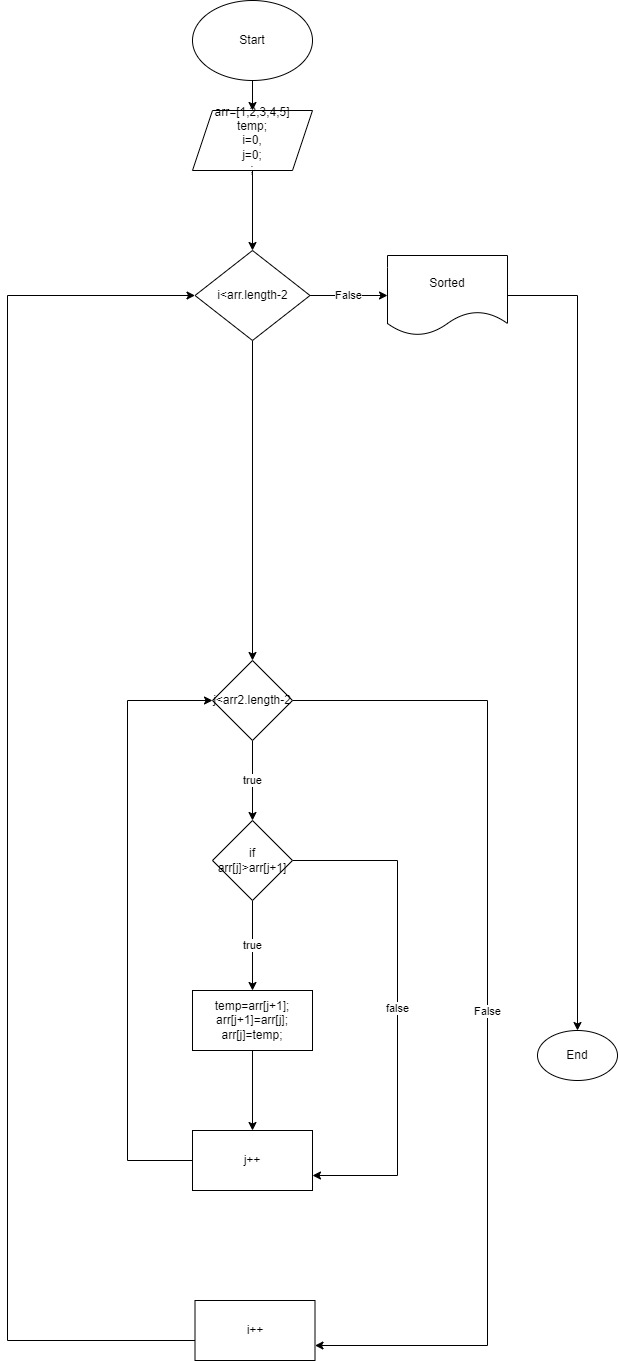 Start
arr=[1,2,3,4,5]
temp;
i=0,
j=0;
i<arr.length-2
False
Sorted
j<arr2.length-2
true
if
arr[j]>arr[j+1]
true
temp=arr[j+1];
arr[j+1]=arr[j];
arr[j]=temp;
false
False
End
j++
i++